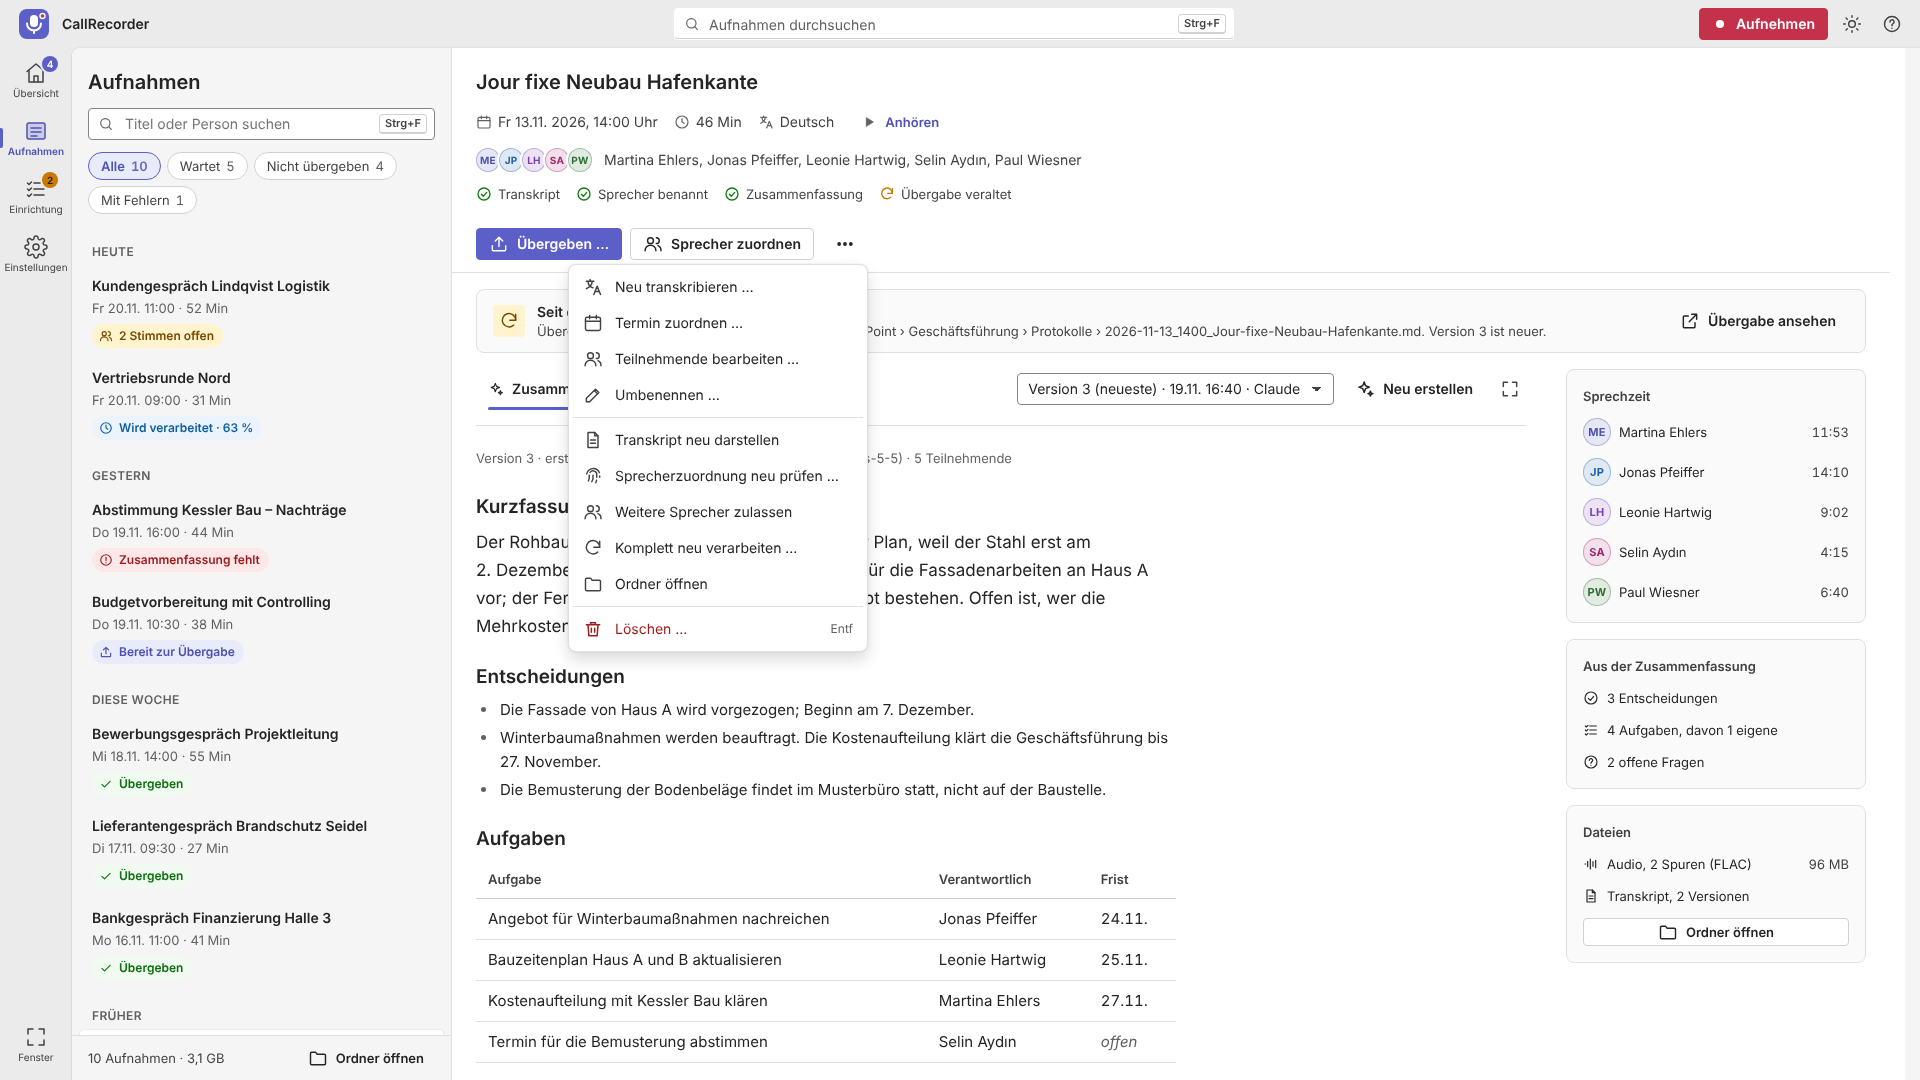 CallRecorder
Aufnahmen durchsuchen
Strg+F
Aufnehmen
4
Übersicht
Aufnahmen
2
Einrichtung
Einstellungen
Fenster
Aufnahmen
Titel oder Person suchen
Strg+F
Alle 10
Wartet 5
Nicht übergeben 4
Mit Fehlern 1
HEUTE
Kundengespräch Lindqvist Logistik
Fr 20.11. 11:00 · 52 Min
2 Stimmen offen
Vertriebsrunde Nord
Fr 20.11. 09:00 · 31 Min
Wird verarbeitet · 63 %
GESTERN
Abstimmung Kessler Bau – Nachträge
Do 19.11. 16:00 · 44 Min
Zusammenfassung fehlt
Budgetvorbereitung mit Controlling
Do 19.11. 10:30 · 38 Min
Bereit zur Übergabe
DIESE WOCHE
Bewerbungsgespräch Projektleitung
Mi 18.11. 14:00 · 55 Min
Übergeben
Lieferantengespräch Brandschutz Seidel
Di 17.11. 09:30 · 27 Min
Übergeben
Bankgespräch Finanzierung Halle 3
Mo 16.11. 11:00 · 41 Min
Übergeben
FRÜHER
10 Aufnahmen · 3,1 GB
Ordner öffnen
Jour fixe Neubau Hafenkante
Fr 13.11. 2026, 14:00 Uhr
46 Min
Deutsch
Anhören
ME JP LH SA PW
Martina Ehlers, Jonas Pfeiffer, Leonie Hartwig, Selin Aydın, Paul Wiesner
Transkript
Sprecher benannt
Zusammenfassung
Übergabe veraltet
Übergeben ...
Sprecher zuordnen
Neu transkribieren ...
Termin zuordnen ...
Teilnehmende bearbeiten ...
Umbenennen ...
Transkript neu darstellen
Sprecherzuordnung neu prüfen ...
Weitere Sprecher zulassen
Komplett neu verarbeiten ...
Ordner öffnen
Löschen ...
Entf
Seit
Über Point › Geschäftsführung › Protokolle › 2026-11-13_1400_Jour-fixe-Neubau-Hafenkante.md. Version 3 ist neuer.
Übergabe ansehen
Zusamm
Version 3 (neueste) · 19.11. 16:40 · Claude
Neu erstellen
Version 3 · erst s-5-5) · 5 Teilnehmende
Kurzfassu
Der Rohbau Plan, weil der Stahl erst am
2. Dezembe ür die Fassadenarbeiten an Haus A
vor; der Fer bestehen. Offen ist, wer die
Mehrkoster
Entscheidungen
Die Fassade von Haus A wird vorgezogen; Beginn am 7. Dezember.
Winterbaumaßnahmen werden beauftragt. Die Kostenaufteilung klärt die Geschäftsführung bis
27. November.
Die Bemusterung der Bodenbeläge findet im Musterbüro statt, nicht auf der Baustelle.
Aufgaben
Aufgabe Verantwortlich Frist
Angebot für Winterbaumaßnahmen nachreichen Jonas Pfeiffer 24.11.
Bauzeitenplan Haus A und B aktualisieren Leonie Hartwig 25.11.
Kostenaufteilung mit Kessler Bau klären Martina Ehlers 27.11.
Termin für die Bemusterung abstimmen Selin Aydın offen
Sprechzeit
ME Martina Ehlers 11:53
JP Jonas Pfeiffer 14:10
LH Leonie Hartwig 9:02
SA Selin Aydın 4:15
PW Paul Wiesner 6:40
Aus der Zusammenfassung
3 Entscheidungen
4 Aufgaben, davon 1 eigene
2 offene Fragen
Dateien
Audio, 2 Spuren (FLAC) 96 MB
Transkript, 2 Versionen
Ordner öffnen